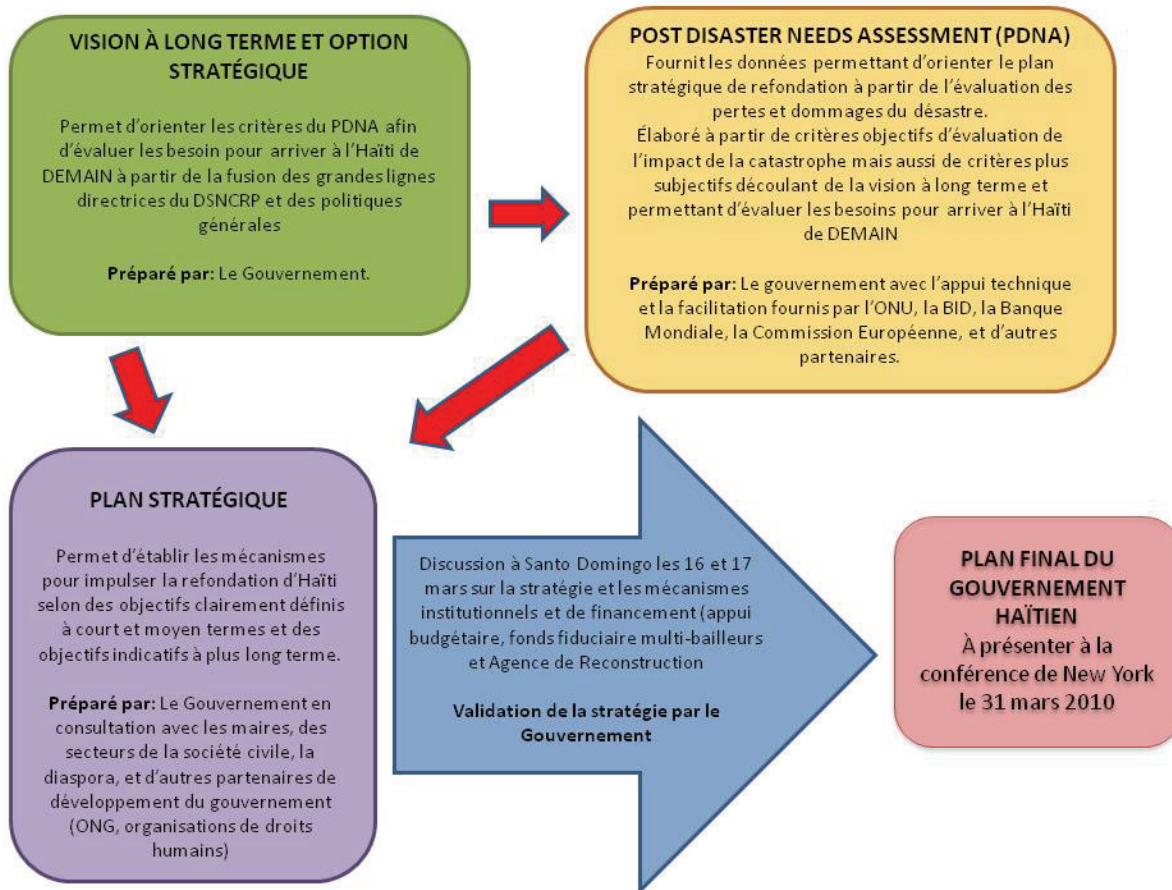 VISION À LONG TERME ET OPTION
STRATÉGIQUE
Permet d'orienter les critères du PDNA afin
d'évaluer les besoin pour arriver à l'Haïti de
DEMAIN à partir de la fusion des grandes lignes
directrices du DSNCRP et des politiques
générales
Préparé par: Le Gouvernement.
POST DISASTER NEEDS ASSESSMENT (PDNA)
Fournit les données permettant d'orienter le plan
stratégique de refondation à partir de l'évaluation des
pertes et dommages du désastre.
Élaboré à partir de critères objectifs d'évaluation de
l'impact de la catastrophe mais aussi de critères plus
subjectifs découlant de la vision à long terme et
permettant d'évaluer les besoins pour arriver à l'Haïti
de DEMAIN
Préparé par: Le gouvernement avec l'appui technique
et la facilitation fournis par l'ONU, la BID, la Banque
Mondiale, la Commission Européenne, et d'autres
partenaires.
PLAN STRATÉGIQUE
Permet d'établir les mécanismes
pour impulser la refondation d'Haïti
selon des objectifs clairement définis
à court et moyen termes et des
objectifs indicatifs à plus long terme.
Préparé par: Le Gouvernement en
consultation avec les maires, des
secteurs de la société civile, la
diaspora, et d'autres partenaires de
développement du gouvernement
(ONG, organisations de droits
humains)
Discussion à Santo Domingo les 16 et 17
mars sur la stratégie et les mécanismes
institutionnels et de financement (appui
budgétaire, fonds fiduciaire multi-bailleurs
et Agence de Reconstruction
Validation de la stratégie par le
Gouvernement
PLAN FINAL DU
GOUVERNEMENT
HAÏTIEN
À présenter à la
conférence de New York
le 31 mars 2010